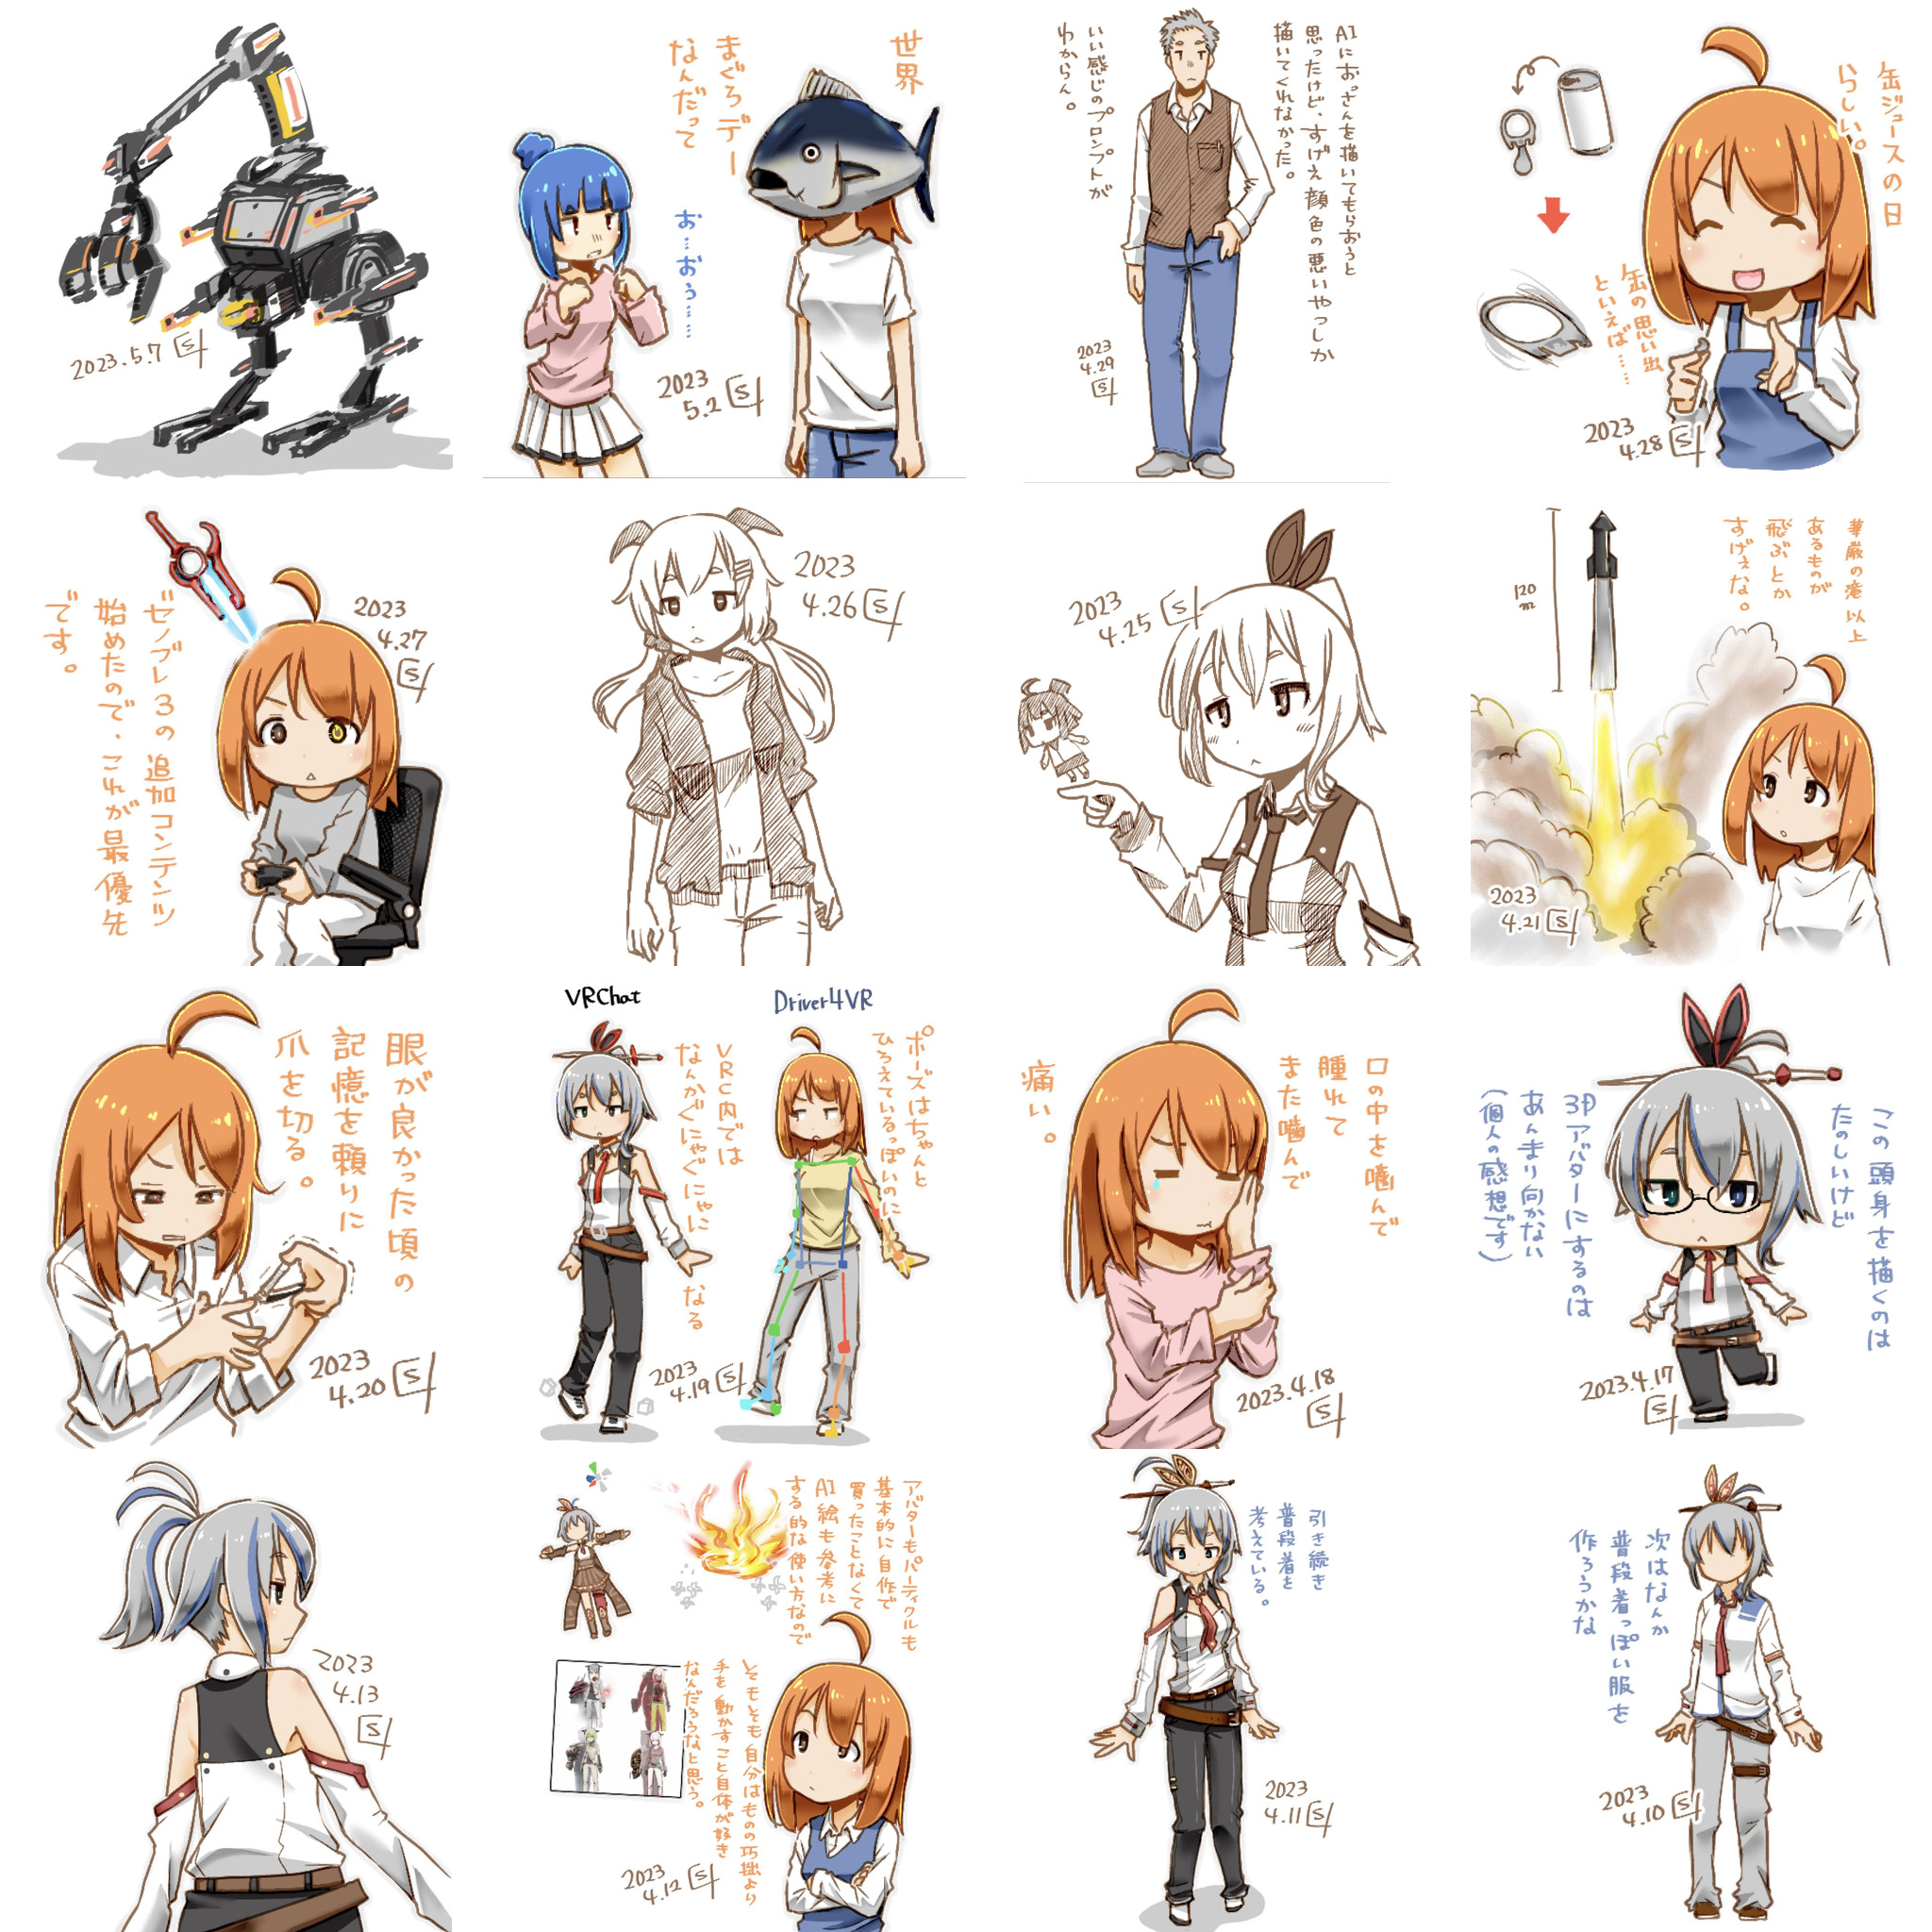 2023.5.7
世界
まぐろデー
なんだって
お…おう……
2023
5.2
AIにおっさんを描いてもらおうと
思ったけど、すげえ顔色の悪いやつしか
描いてくれなかった。
いい感じのプロンプトが
わからん。
2023
4.29
缶ジュースの日
らしい。
缶の思い出
といえば……
2023
4.28
2023
4.27
ゼノブレ3の追加コンテンツ
始めたので、これが最優先
です。
2023
4.26
2023
4.25
華厳の滝以上
あるものが
飛ぶとか
すげえな。
120
m
2023
4.21
眼が良かった頃の
記憶を頼りに
爪を切る。
2023
4.20
VRChat
Driver4VR
ポーズはちゃんと
ひろえているっぽいのに
VRC内では
なんかぐにゃぐにゃに
なる
2023
4.19
口の中を噛んで
腫れて
また噛んで
痛い。
2023.4.18
この頭身を描くのは
たのしいけど
3Dアバターにするのは
あんまり向かない
(個人の感想です)
2023.4.17
2023
4.13
アバターもパーティクルも
基本的に自作で
買ったことなくて
AI絵も参考に
する的な使い方なので
そもそも自分はものの巧拙より
手を動かすこと自体が好き
なんだろうなと思う。
2023
4.12
引き続き
普段着を
考えている。
2023
4.11
次はなんか
普段着っぽい服を
作ろうかな
2023
4.10